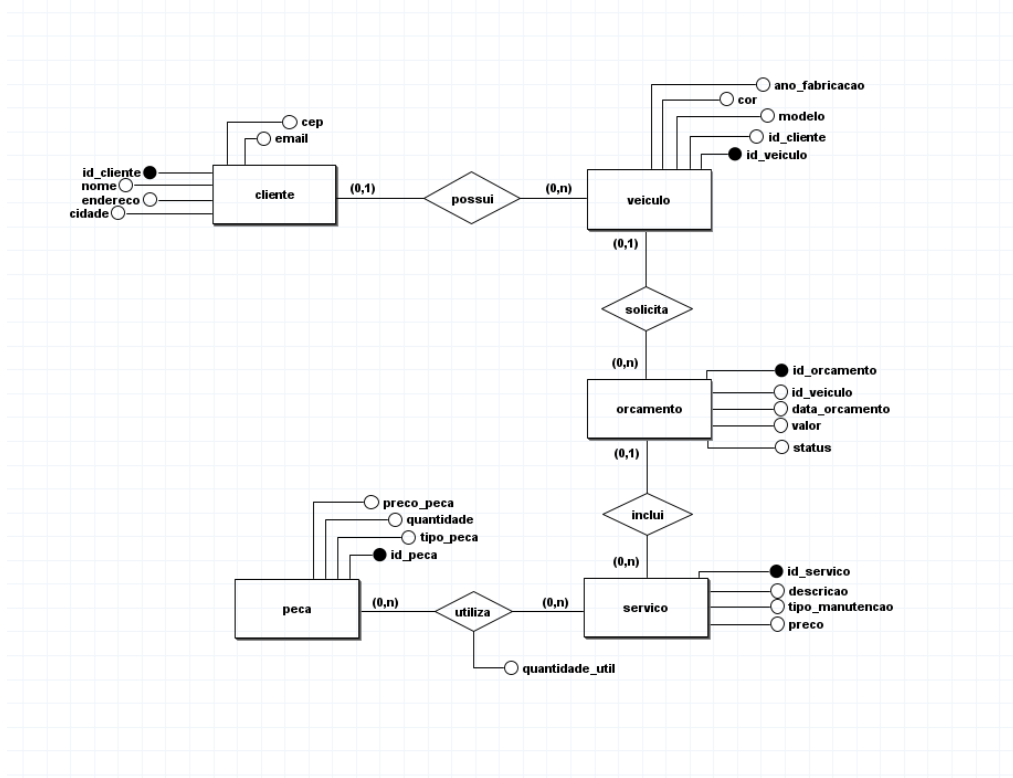 ano_fabricacao
cor
modelo
id_cliente
id_veiculo
cep
email
id_cliente
nome
endereco
cidade
cliente
(0,1)
possui
(0,n)
veiculo
(0,1)
solicita
(0,n)
orcamento
id_orcamento
id_veiculo
data_orcamento
valor
status
(0,1)
inclui
(0,n)
preco_peca
quantidade
tipo_peca
id_peca
peca
(0,n)
utiliza
(0,n)
servico
id_servico
descricao
tipo_manutencao
preco
quantidade_util